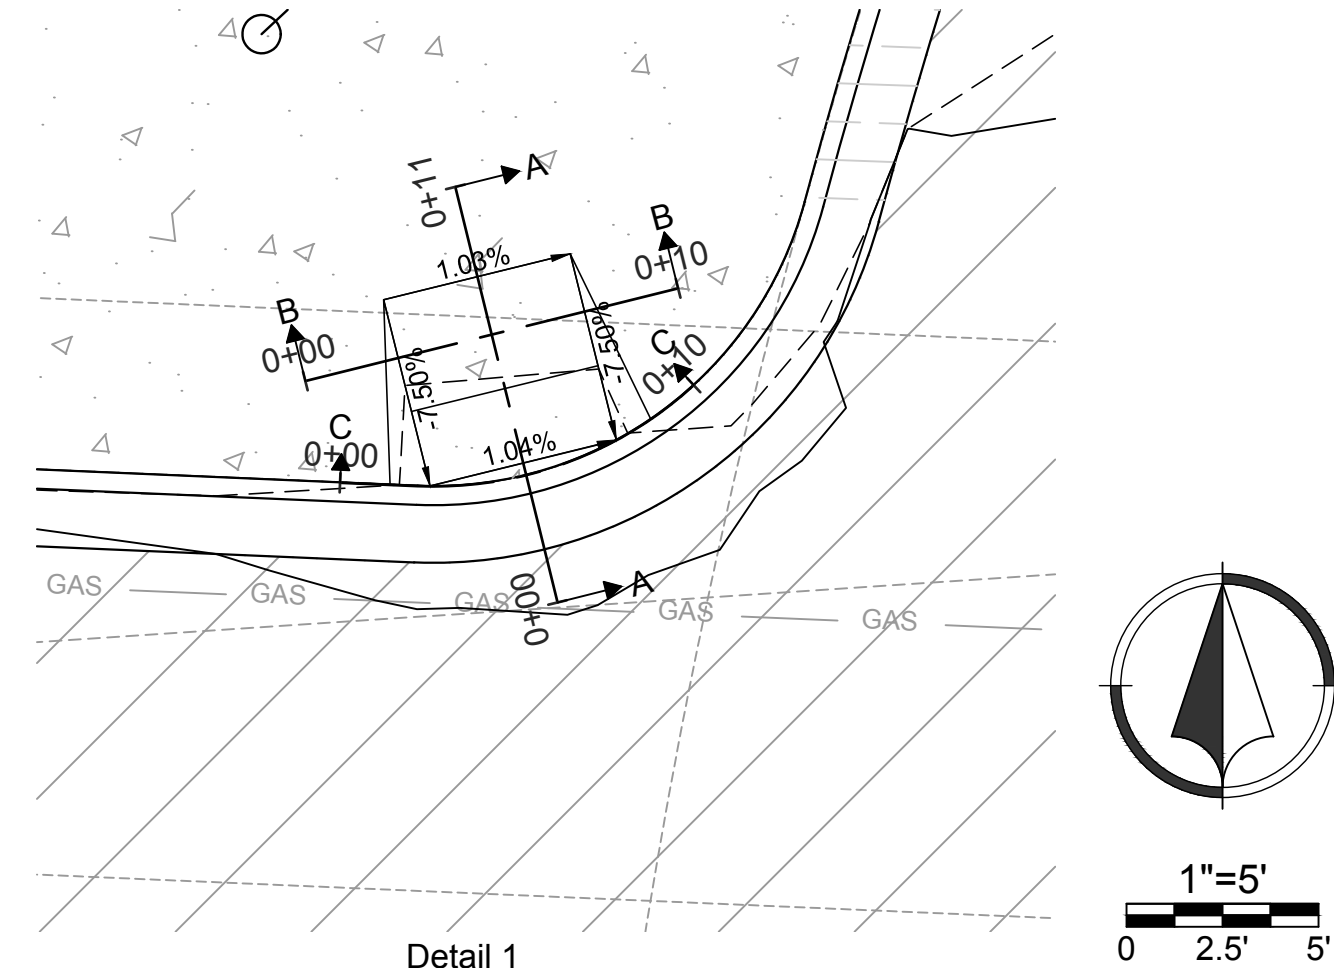 A
0+11
B
0+10
1.03%
B
0+00
-7.50%
-7.50%
C
0+10
C
0+00
1.04%
GAS
GAS
GAS
GAS
GAS
0+00
A
1"=5'
0 2.5' 5'
Detail 1